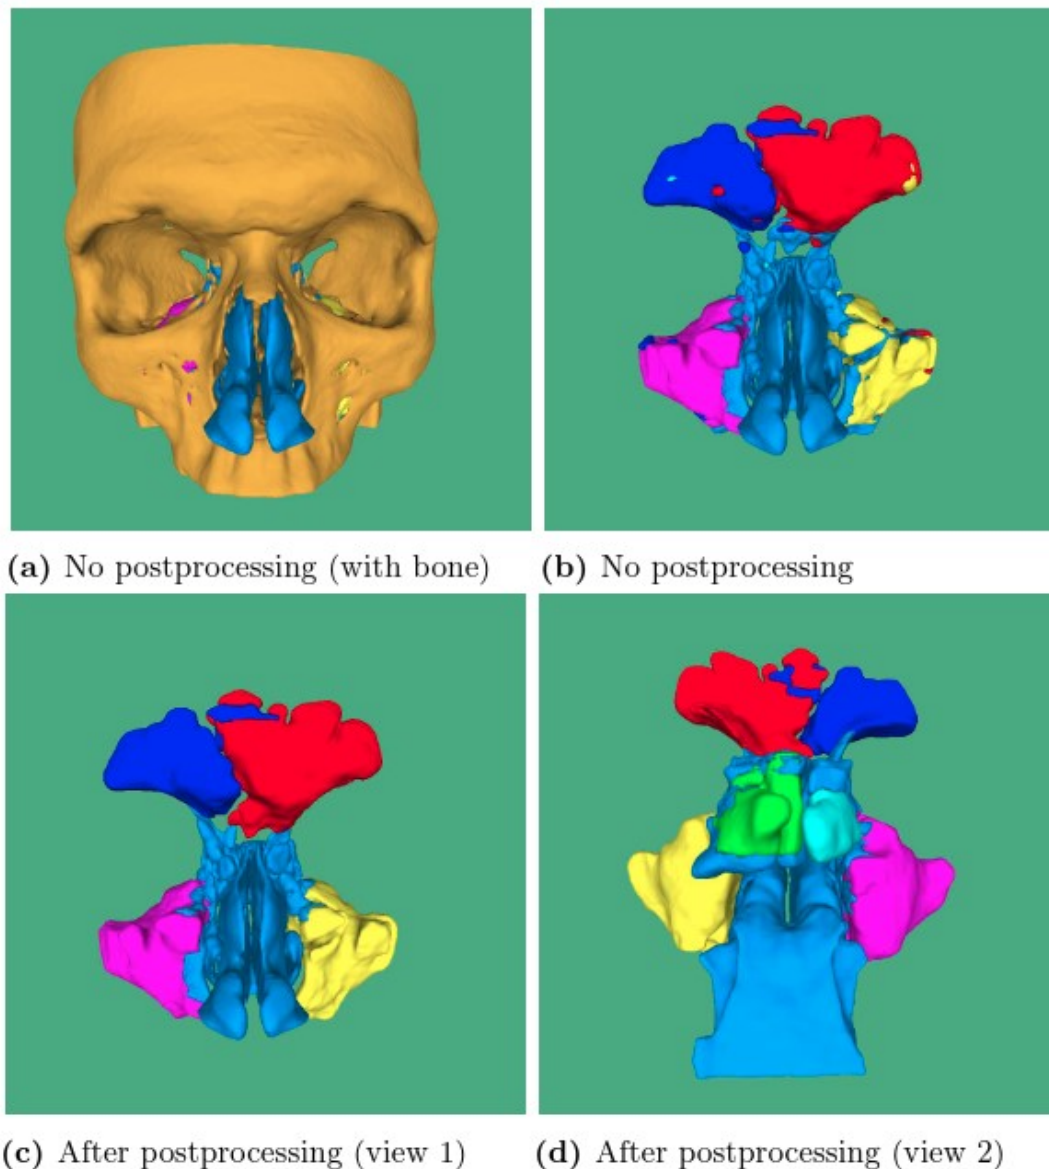 (a) No postprocessing (with bone)
(b) No postprocessing
(c) After postprocessing (view 1)
(d) After postprocessing (view 2)